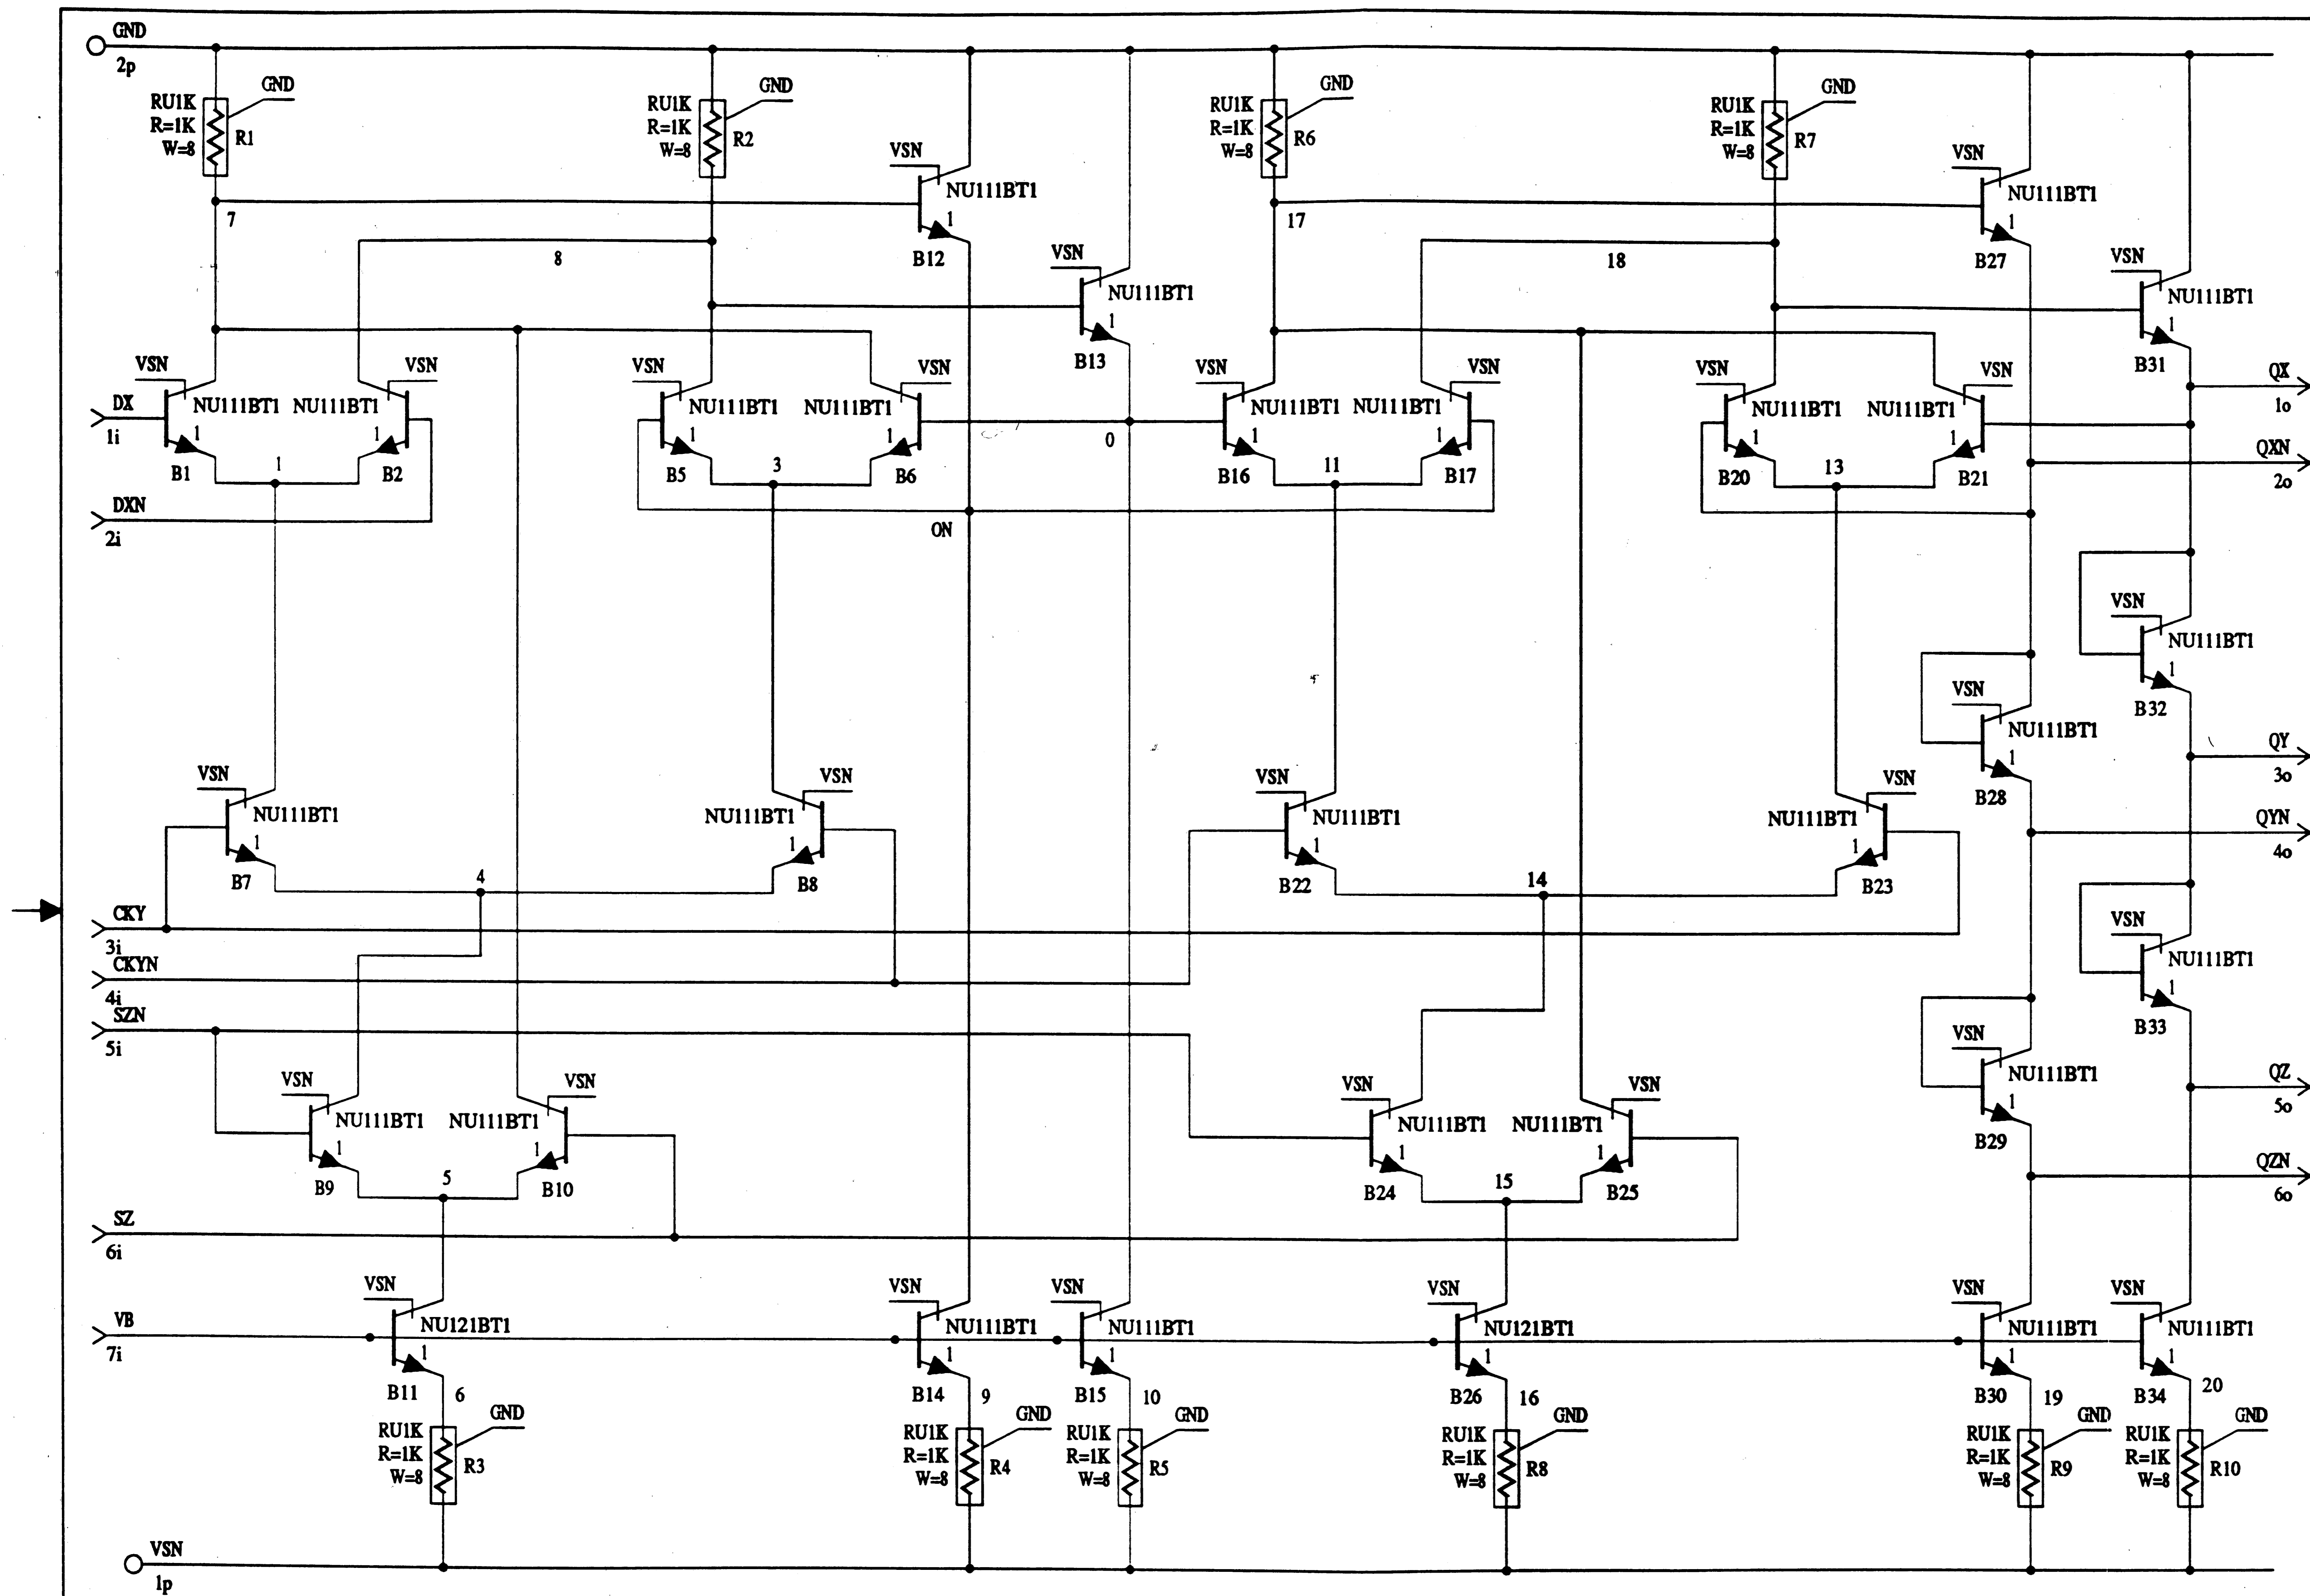 GND
2p
RU1K
R=1K
W=8
GND
R1
RU1K
R=1K
W=8
GND
R2
RU1K
R=1K
W=8
GND
R6
RU1K
R=1K
W=8
GND
R7
VSN
NU111BT1
1
B12
VSN
NU111BT1
1
B27
7
17
8
18
VSN
NU111BT1
1
B13
VSN
NU111BT1
1
B31
VSN
NU111BT1
1
B1
VSN
NU111BT1
1
B2
VSN
NU111BT1
1
B5
VSN
NU111BT1
1
B6
VSN
NU111BT1
1
B16
VSN
NU111BT1
1
B17
VSN
NU111BT1
1
B20
VSN
NU111BT1
1
B21
DX
1i
QX
1o
1
3
0
11
13
QXN
2o
DXN
2i
ON
VSN
NU111BT1
1
B32
VSN
NU111BT1
1
B28
QY
3o
VSN
NU111BT1
1
B7
VSN
NU111BT1
1
B8
VSN
NU111BT1
1
B22
VSN
NU111BT1
1
B23
QYN
4o
4
14
CKY
3i
CKYN
4i
SZN
5i
VSN
NU111BT1
1
B33
VSN
NU111BT1
1
B29
QZ
5o
VSN
NU111BT1
1
B9
VSN
NU111BT1
1
B10
VSN
NU111BT1
1
B24
VSN
NU111BT1
1
B25
5
15
QZN
6o
SZ
6i
VB
7i
VSN
NU121BT1
1
B11
VSN
NU111BT1
1
B14
VSN
NU111BT1
1
B15
VSN
NU121BT1
1
B26
VSN
NU111BT1
1
B30
VSN
NU111BT1
1
B34
6
9
10
16
19
20
RU1K
R=1K
W=8
GND
R3
RU1K
R=1K
W=8
GND
R4
RU1K
R=1K
W=8
GND
R5
RU1K
R=1K
W=8
GND
R8
RU1K
R=1K
W=8
GND
R9
RU1K
R=1K
W=8
GND
R10
VSN
1p